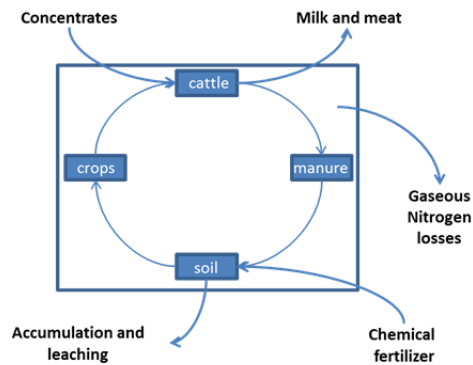 Concentrates
Milk and meat
cattle
crops
manure
Gaseous
Nitrogen
losses
soil
Accumulation and
leaching
Chemical
fertilizer